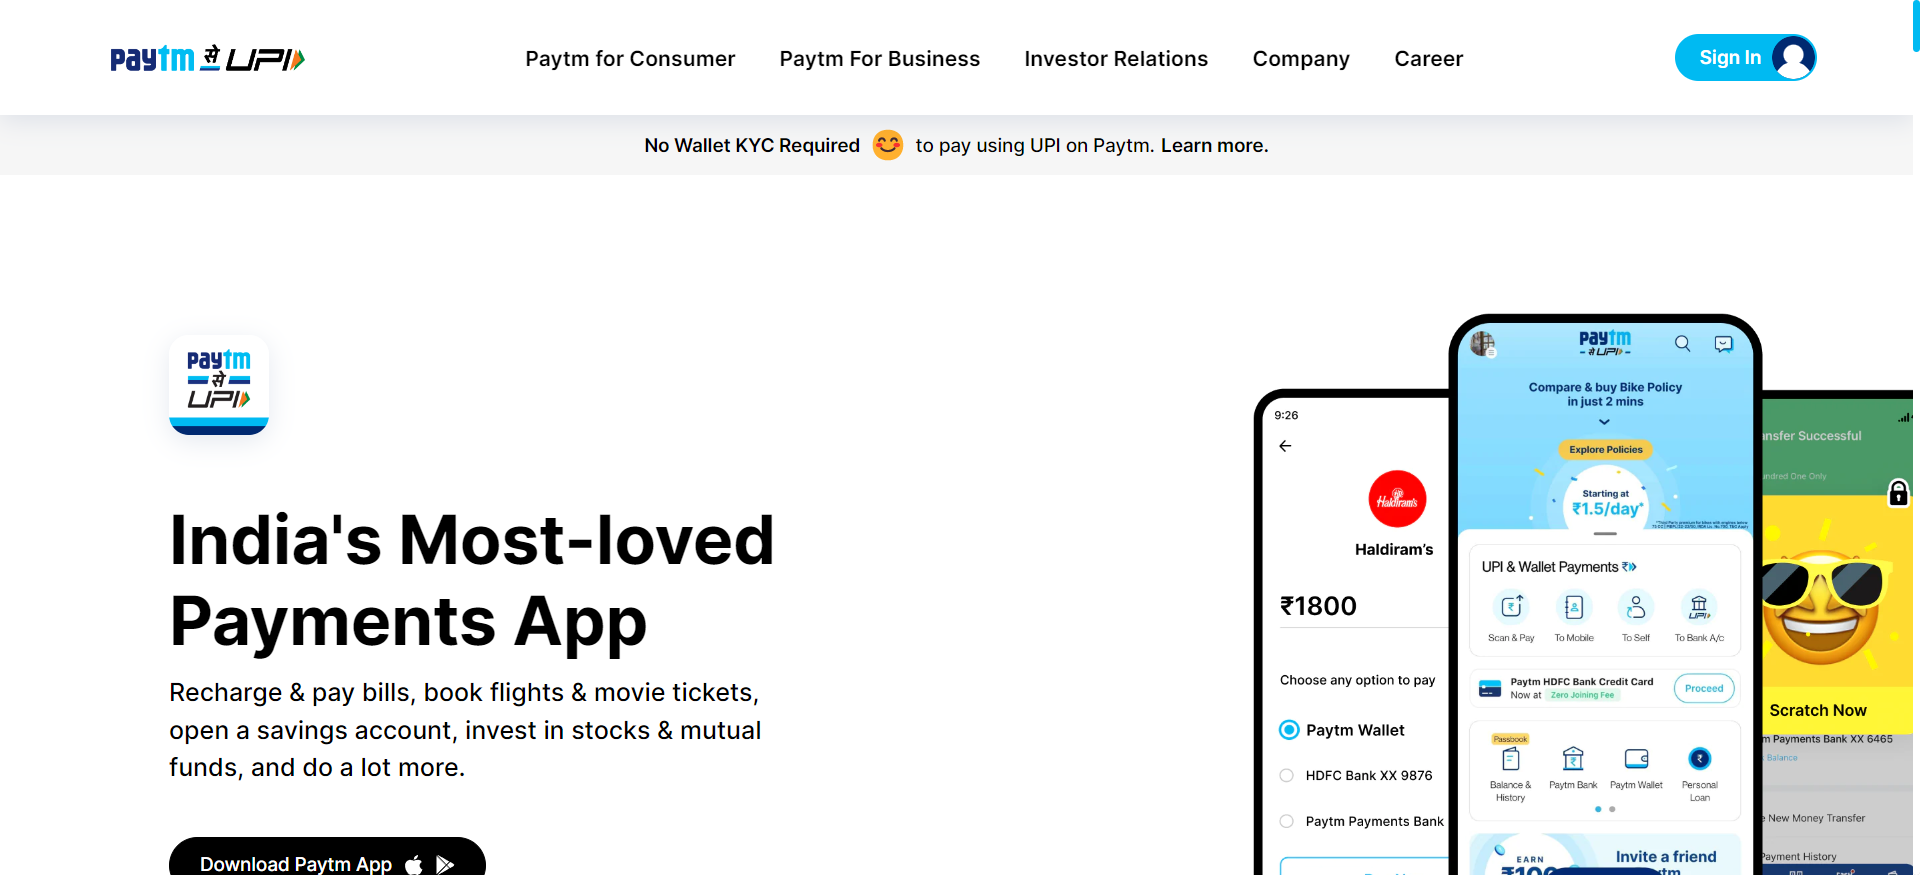 paytm से UPI
Paytm for Consumer
Paytm For Business
Investor Relations
Company
Career
Sign In
No Wallet KYC Required 😊 to pay using UPI on Paytm. Learn more.
paytm
से
UPI
India's Most-loved
Payments App
Recharge & pay bills, book flights & movie tickets,
open a savings account, invest in stocks & mutual
funds, and do a lot more.
Download Paytm App
9:26
Haldiram's
Haldiram's
₹1800
Choose any option to pay
Paytm Wallet
HDFC Bank XX 9876
Paytm Payments Bank
paytm
से UPI
Compare & buy Bike Policy
in just 2 mins
Explore Policies
Starting at
₹1.5/day*
UPI & Wallet Payments
Scan & Pay
To Mobile
To Self
UPI
To Bank A/c
Paytm HDFC Bank Credit Card
Now at Zero Joining Fee
Proceed
Passbook
Balance &
History
Paytm Bank
Paytm Wallet
Personal
Loan
EARN
₹100
Invite a friend
nsfer Successful
ndred One Only
Scratch Now
m Payments Bank XX 6465
Balance
New Money Transfer
Payment History